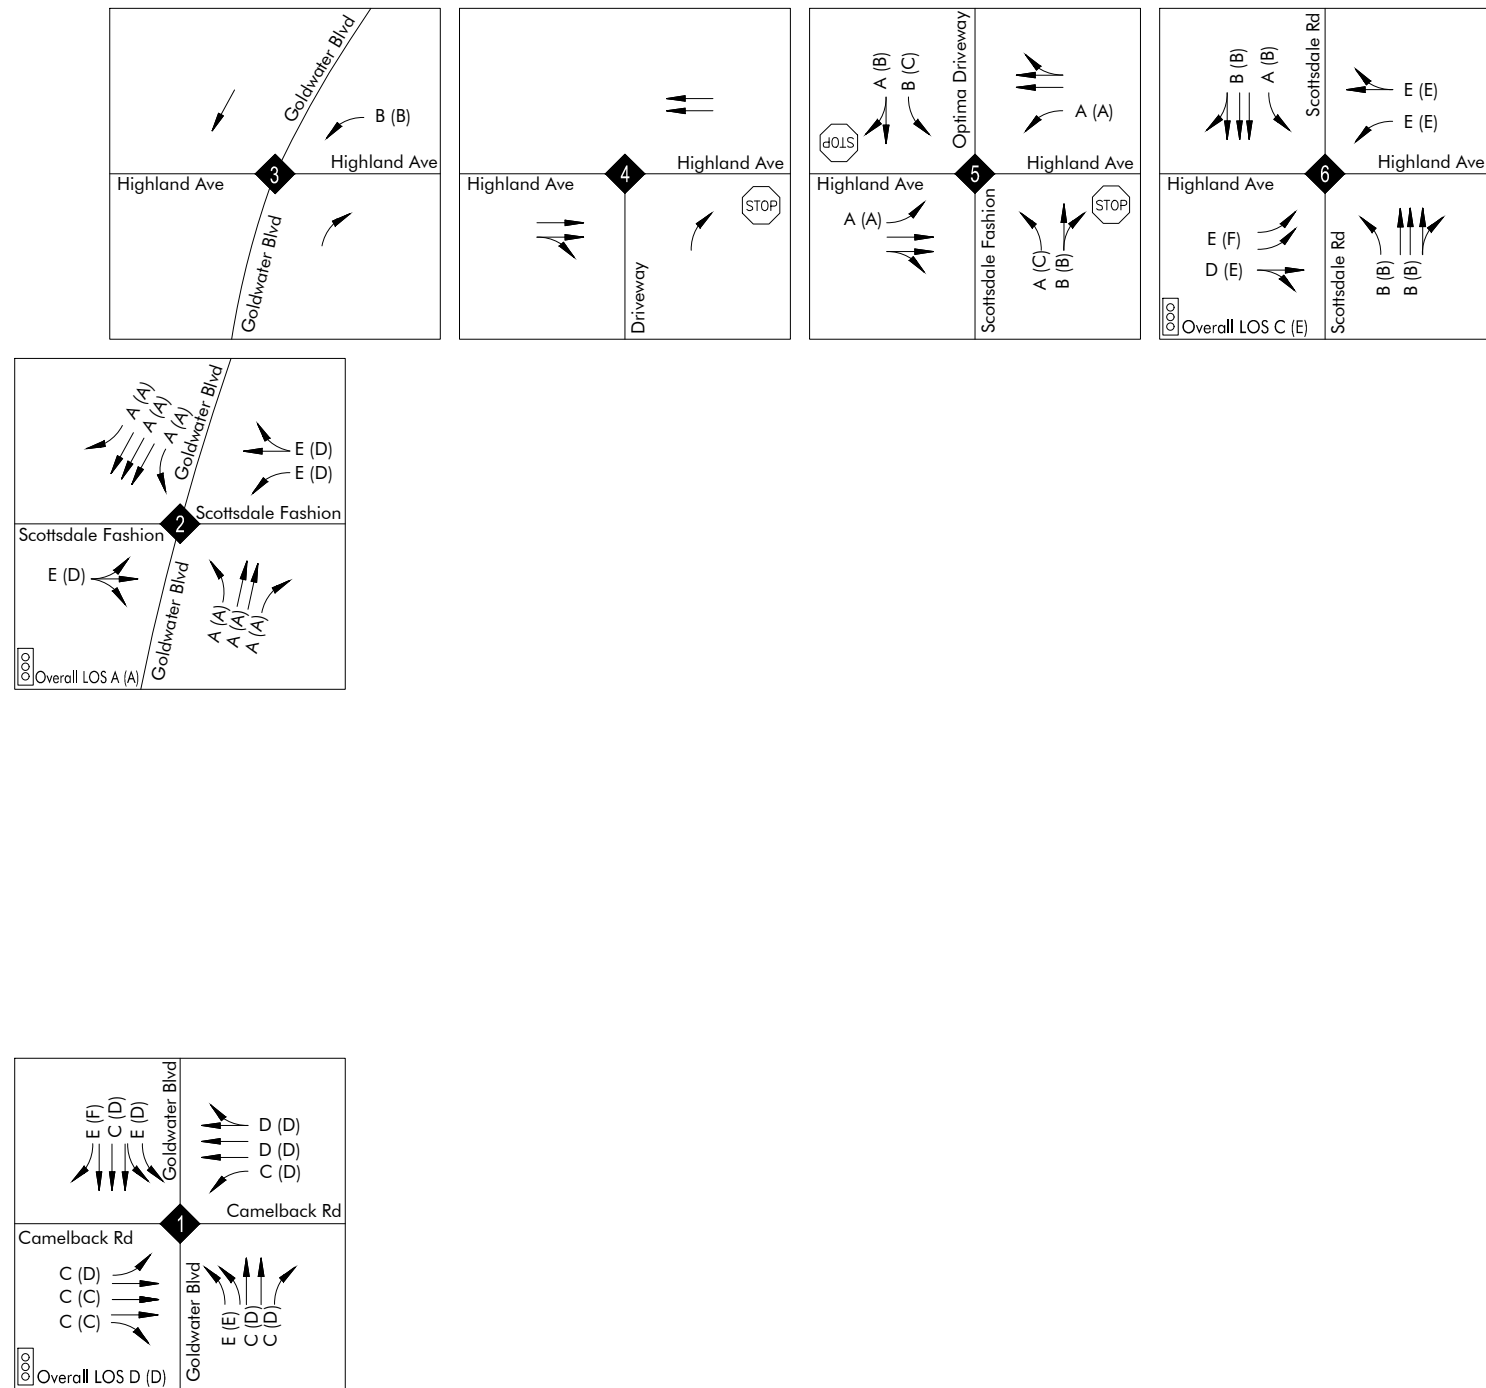 Goldwater Blvd
B (B)
Highland Ave
3
Highland Ave
Goldwater Blvd
Highland Ave
4
Highland Ave
STOP
Driveway
A (B)
B (C)
Optima Driveway
STOP
A (A)
Highland Ave
5
Highland Ave
A (A)
Scottsdale Fashion
A (C)
B (B)
STOP
B (B)
A (B)
Scottsdale Rd
E (E)
E (E)
Highland Ave
6
Highland Ave
E (F)
D (E)
Scottsdale Rd
B (B)
B (B)
Overall LOS C (E)
A (A)
A (A)
A (A)
Goldwater Blvd
E (D)
E (D)
Scottsdale Fashion
2
Scottsdale Fashion
E (D)
Goldwater Blvd
A (A)
A (A)
A (A)
Overall LOS A (A)
E (F)
C (D)
E (D)
Goldwater Blvd
D (D)
D (D)
C (D)
Camelback Rd
1
Camelback Rd
C (D)
C (C)
C (C)
Goldwater Blvd
E (E)
C (D)
C (D)
Overall LOS D (D)